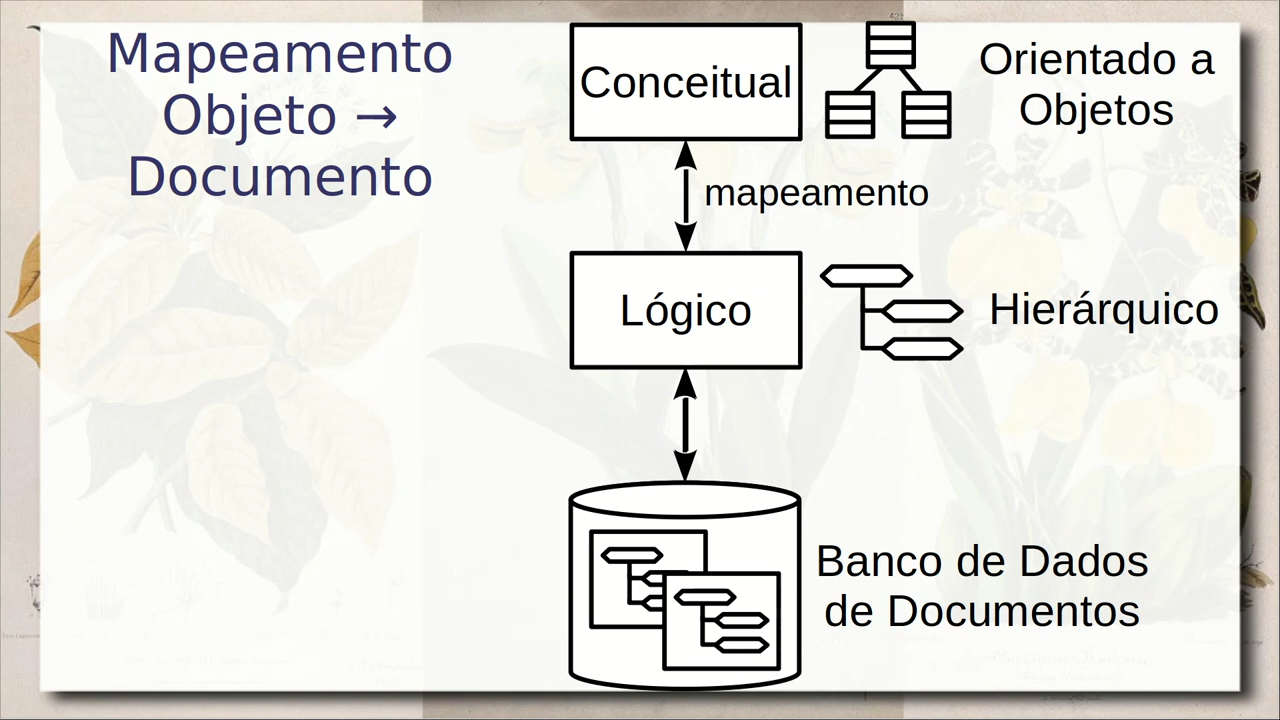 Mapeamento
Objeto →
Documento
Conceitual
Orientado a
Objetos
mapeamento
Lógico
Hierárquico
Banco de Dados
de Documentos